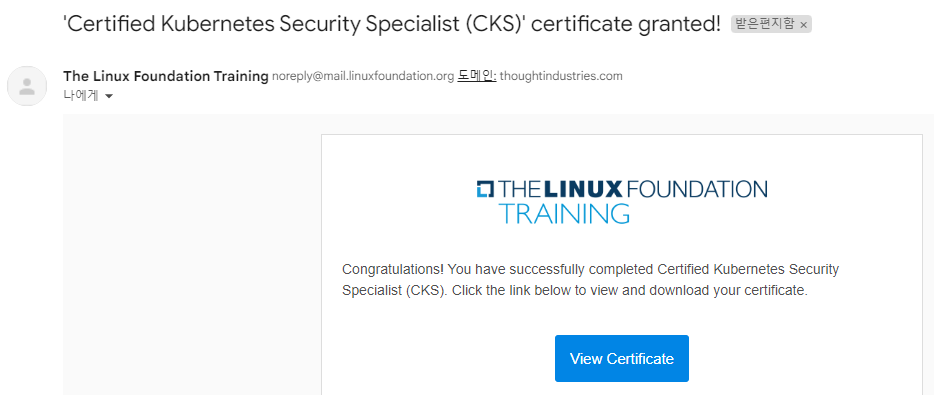 'Certified Kubernetes Security Specialist (CKS)' certificate granted! 받은편지함 ×
The Linux Foundation Training noreply@mail.linuxfoundation.org 도메인: thoughtindustries.com
나에게
THE LINUX FOUNDATION
TRAINING
Congratulations! You have successfully completed Certified Kubernetes Security
Specialist (CKS). Click the link below to view and download your certificate.
View Certificate